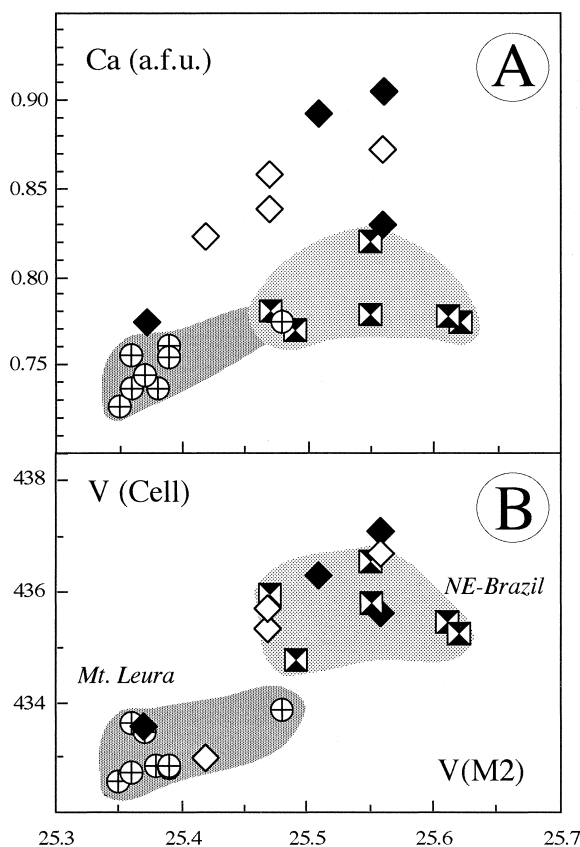 Ca (a.f.u.)
A
0.90
0.85
0.80
0.75
438
V (Cell)
B
436
NE-Brazil
Mt. Leura
434
V(M2)
25.3 25.4 25.5 25.6 25.7